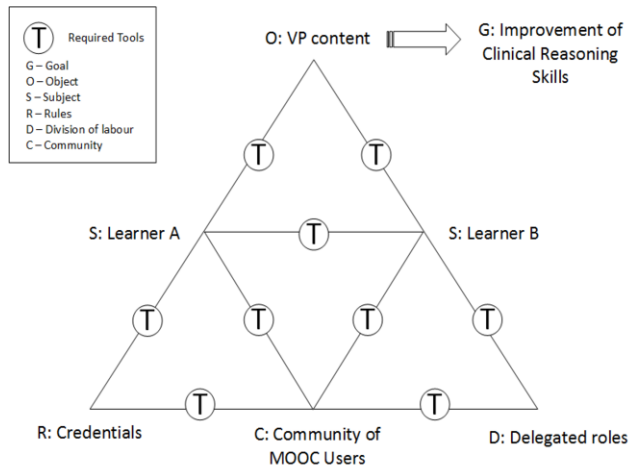 T Required Tools
G – Goal
O – Object
S – Subject
R – Rules
D – Division of labour
C – Community
O: VP content
G: Improvement of
Clinical Reasoning
Skills
T T
S: Learner A T S: Learner B
T T T T
T T
R: Credentials
C: Community of
MOOC Users
D: Delegated roles